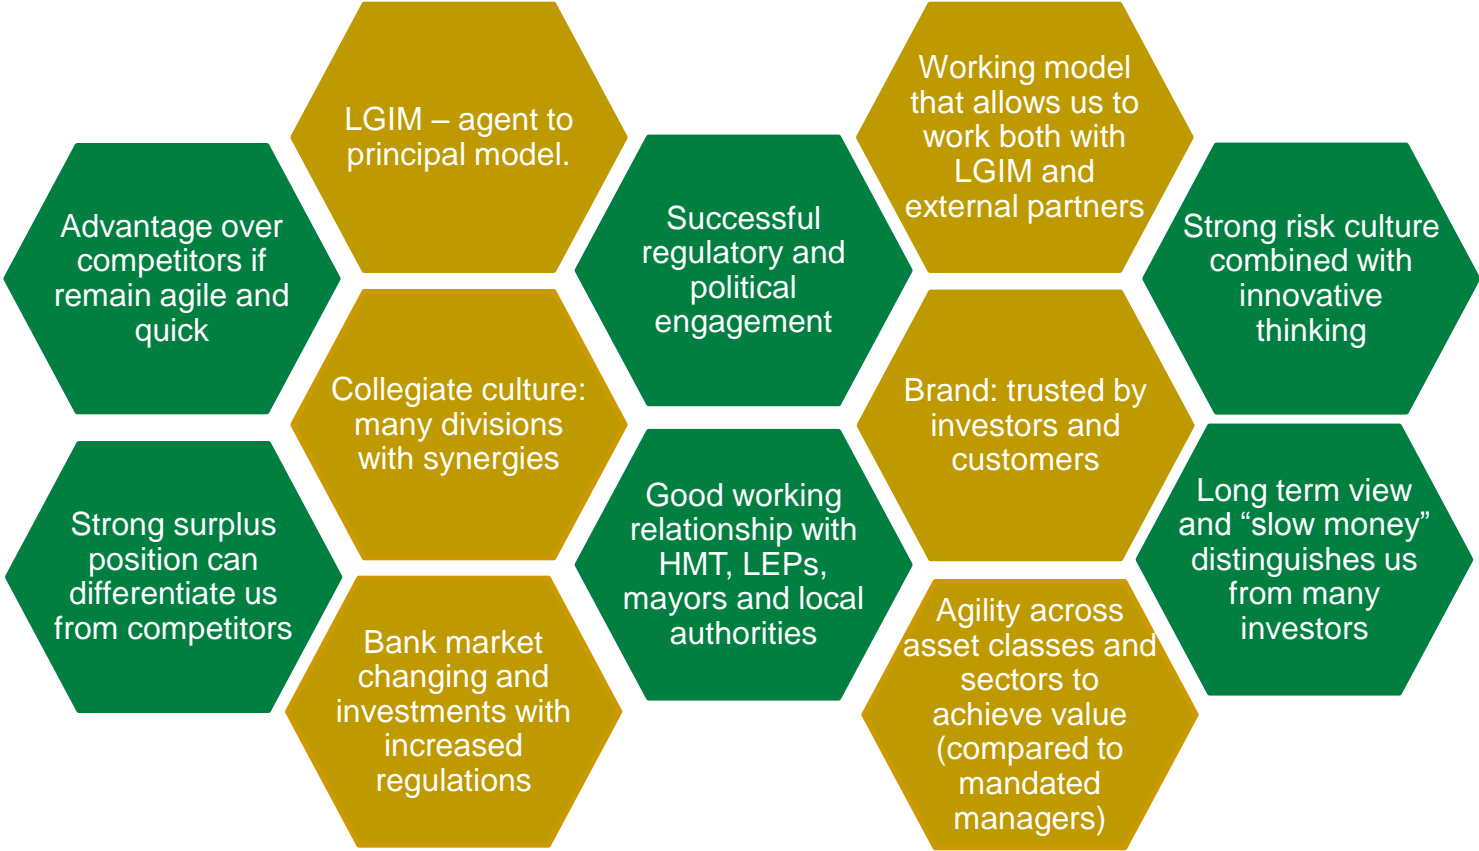 LGIM – agent to
principal model.
Working model
that allows us to
work both with
LGIM and
external partners
Advantage over
competitors if
remain agile and
quick
Successful
regulatory and
political
engagement
Strong risk culture
combined with
innovative
thinking
Collegiate culture:
many divisions
with synergies
Brand: trusted by
investors and
customers
Strong surplus
position can
differentiate us
from competitors
Good working
relationship with
HMT, LEPs,
mayors and local
authorities
Long term view
and “slow money”
distinguishes us
from many
investors
Bank market
changing and
investments with
increased
regulations
Agility across
asset classes and
sectors to
achieve value
(compared to
mandated
managers)